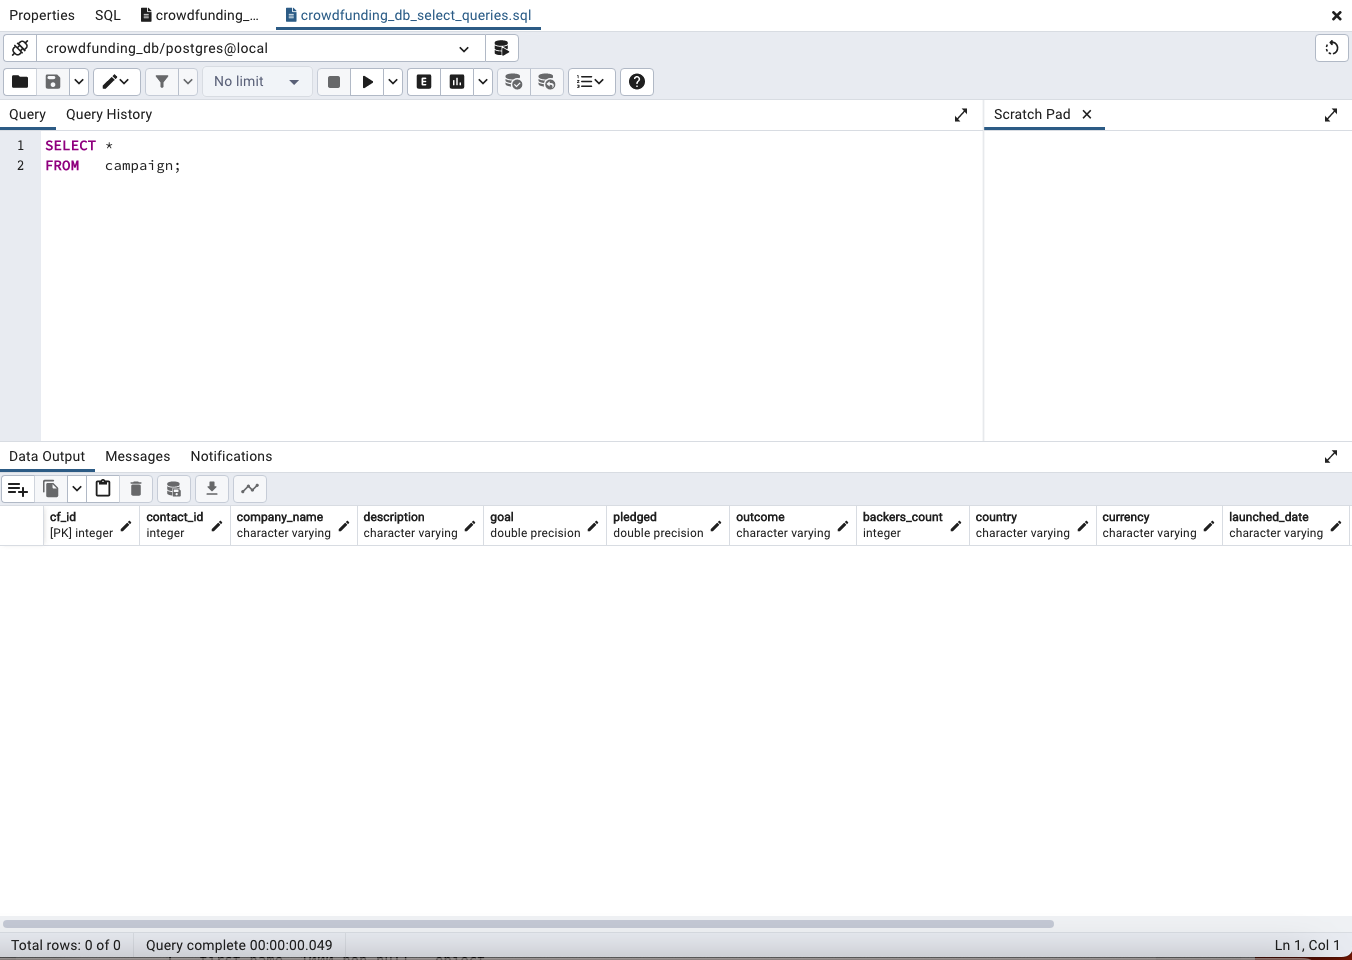 Properties SQL crowdfunding_... crowdfunding_db_select_queries.sql
crowdfunding_db/postgres@local
No limit
Query Query History Scratch Pad
1 SELECT *
2 FROM campaign;
Data Output Messages Notifications
cf_id contact_id company_name description goal pledged outcome backers_count country currency launched_date
[PK] integer integer character varying character varying double precision double precision character varying integer character varying character varying character varying
Total rows: 0 of 0 Query complete 00:00:00.049 Ln 1, Col 1